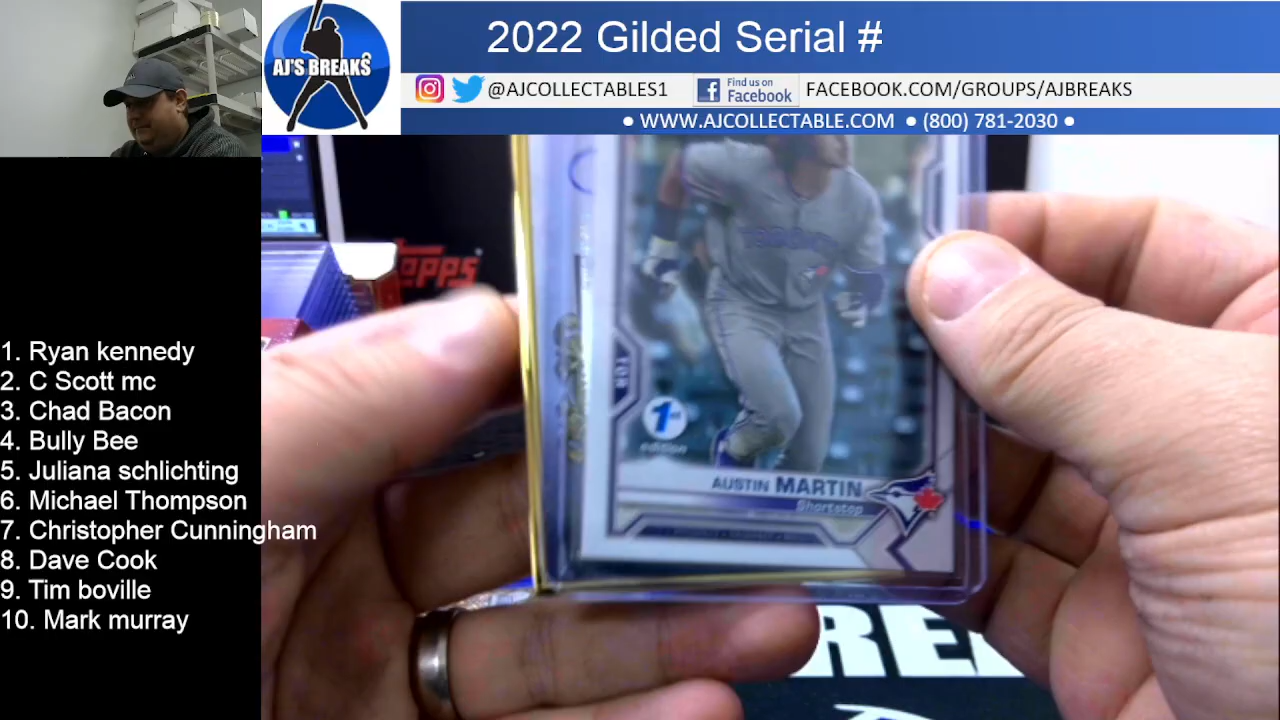 2022 Gilded Serial #
AJ'S BREAKS
@AJCOLLECTABLES1
Find us on
Facebook
FACEBOOK.COM/GROUPS/AJBREAKS
● WWW.AJCOLLECTABLE.COM ● (800) 781-2030 ●
Topps
TOR
1st
edition
AUSTIN MARTIN
Shortstop
1. Ryan kennedy
2. C Scott mc
3. Chad Bacon
4. Bully Bee
5. Juliana schlichting
6. Michael Thompson
7. Christopher Cunningham
8. Dave Cook
9. Tim boville
10. Mark murray